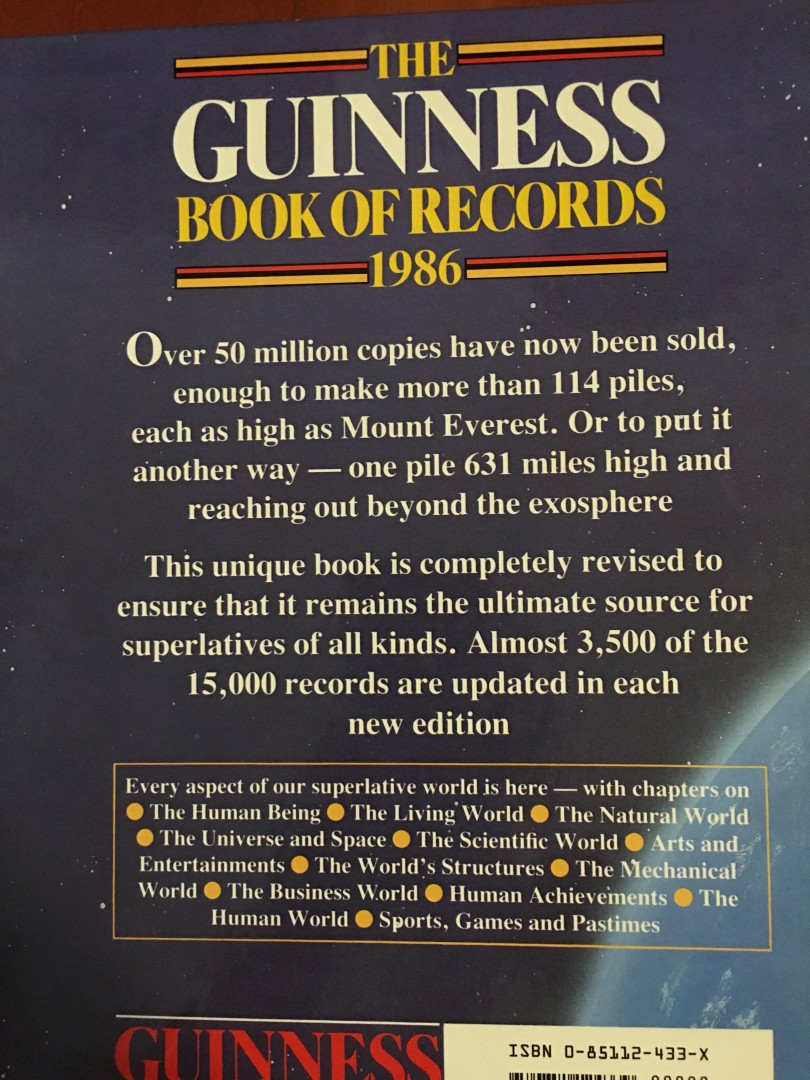 THE
GUINNESS
BOOK OF RECORDS
1986
Over 50 million copies have now been sold,
enough to make more than 114 piles,
each as high as Mount Everest. Or to put it
another way — one pile 631 miles high and
reaching out beyond the exosphere
This unique book is completely revised to
ensure that it remains the ultimate source for
superlatives of all kinds. Almost 3,500 of the
15,000 records are updated in each
new edition
Every aspect of our superlative world is here — with chapters on
● The Human Being ● The Living World ● The Natural World
● The Universe and Space ● The Scientific World ● Arts and
Entertainments ● The World's Structures ● The Mechanical
World ● The Business World ● Human Achievements ● The
Human World ● Sports, Games and Pastimes
GUINNESS
ISBN 0-85112-433-X